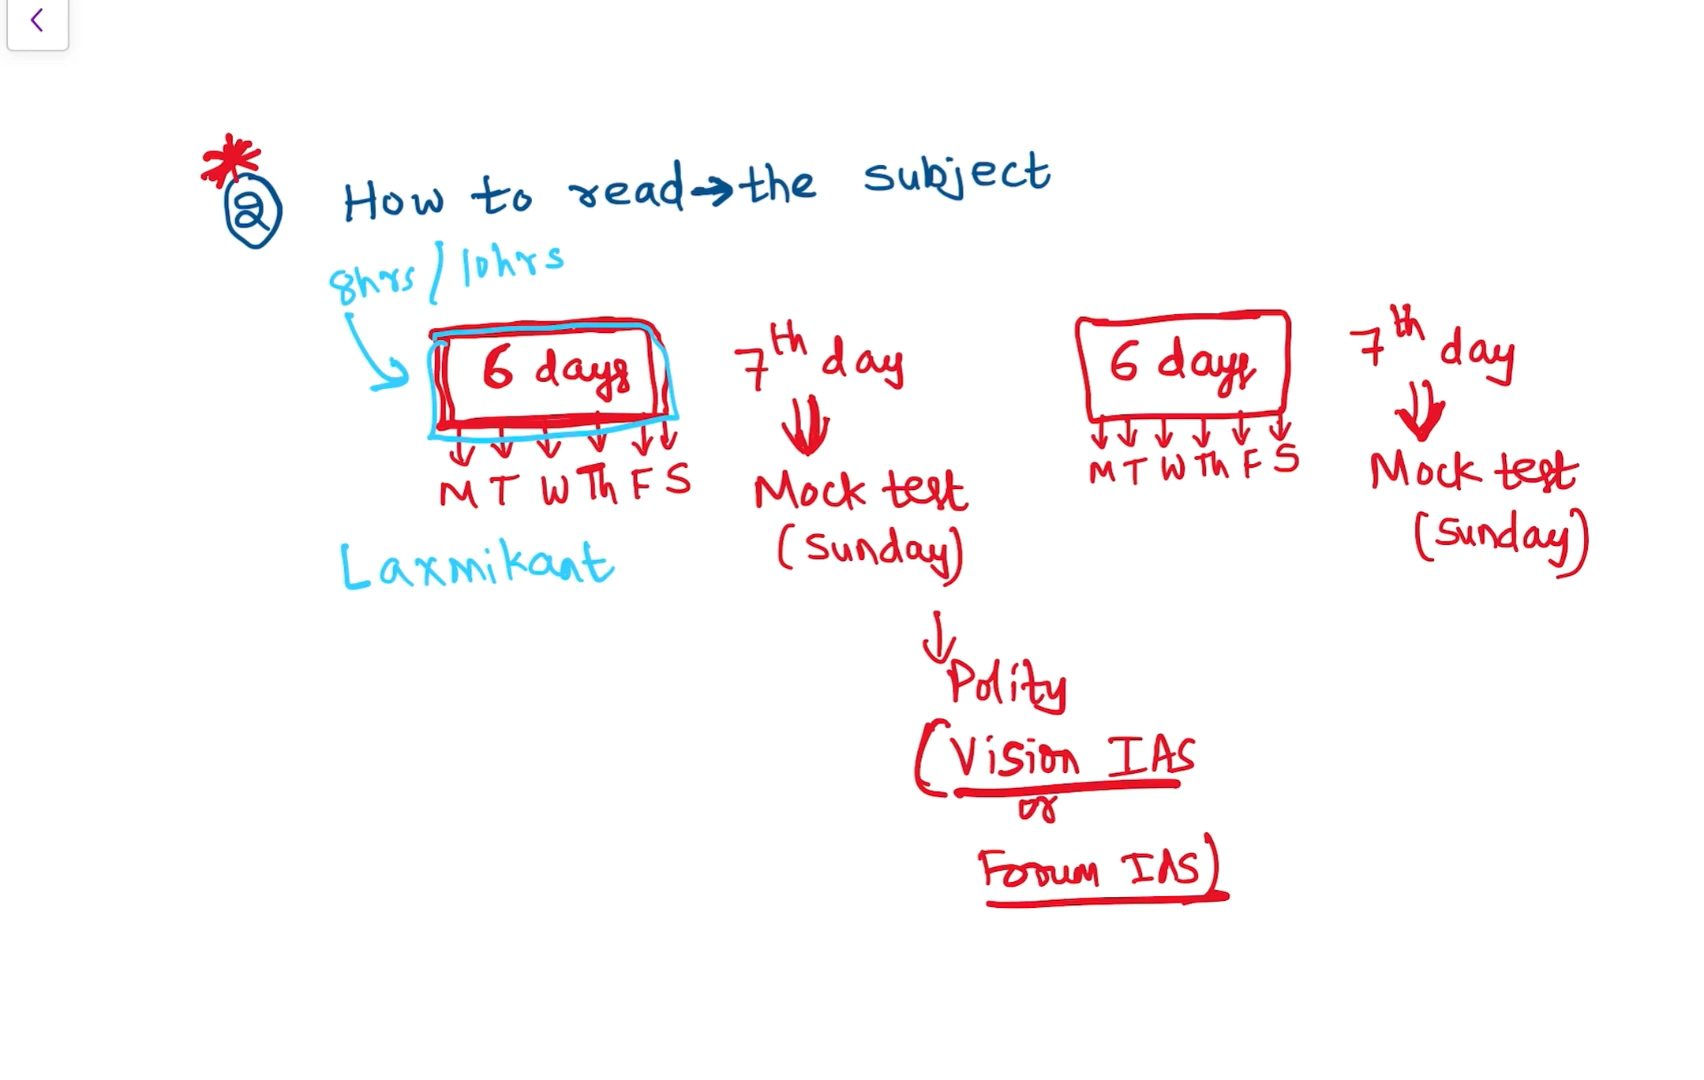 2 How to read → the subject
8hrs / 10hrs
6 days
M T W Th F S
7th day
Mock test
(Sunday)
Laxmikant
Polity
(Vision IAS
or
Forum IAS)
6 days
M T W Th F S
7th day
Mock test
(Sunday)